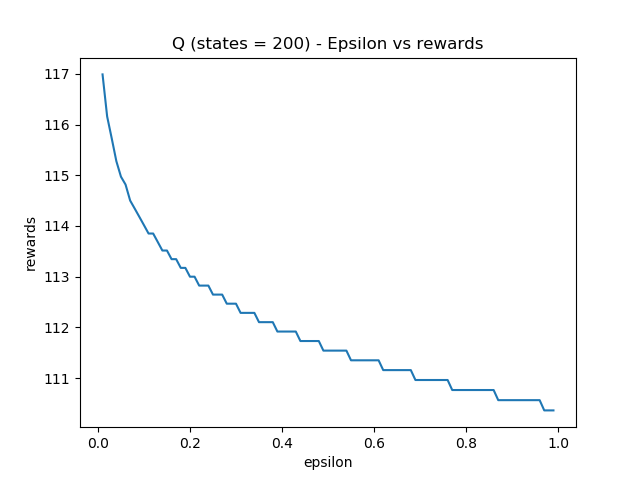 Q (states = 200) - Epsilon vs rewards
117
116
115
114
113
112
111
rewards
0.0 0.2 0.4 0.6 0.8 1.0
epsilon